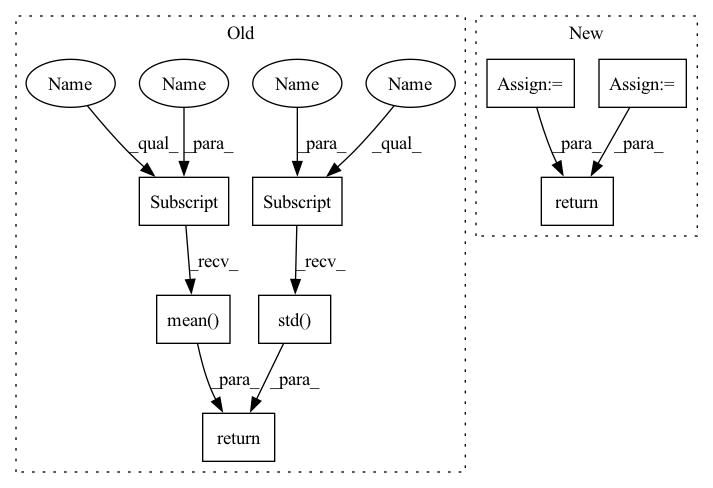 Old
New
Name
Name
Name
Name
Assign:=
Assign:=
_qual_
_para_
_para_
_qual_
_para_
_para_
Subscript
Subscript
return
_recv_
_recv_
mean()
std()
_para_
_para_
return